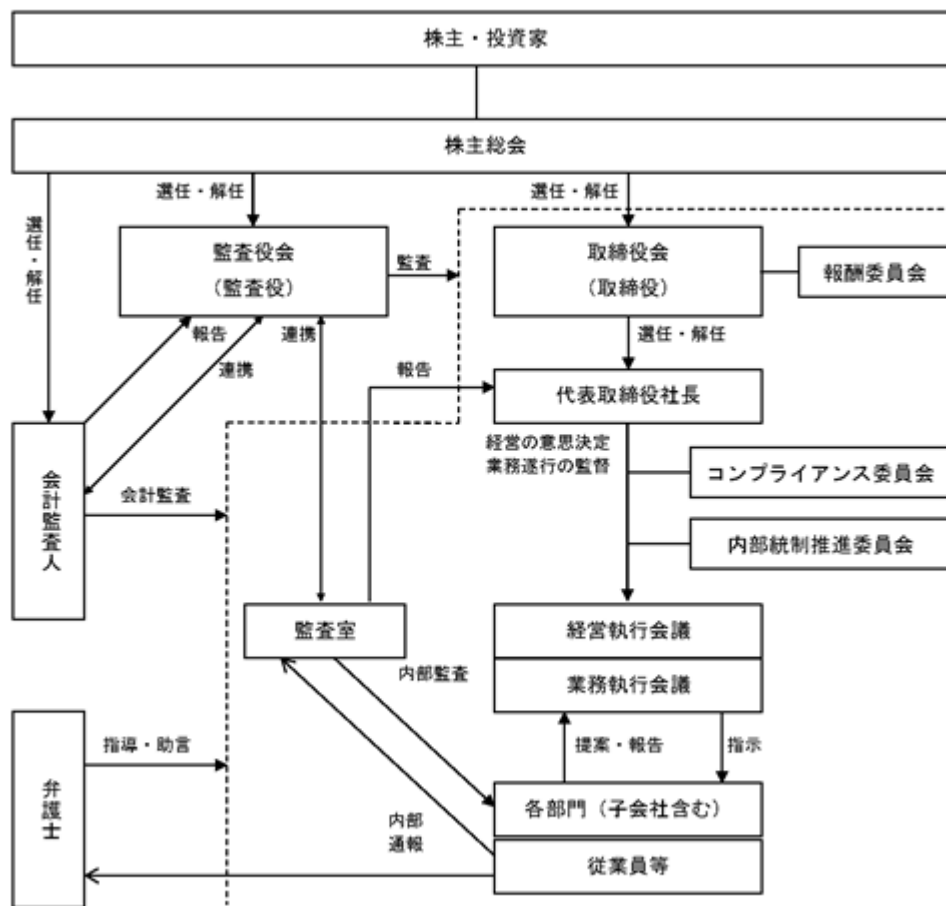 株主・投資家
株主総会
選任・解任
選任・解任
選任・解任
監査役会
（監査役）
監査
取締役会
（取締役）
報酬委員会
報告
連携
連携
選任・解任
報告
代表取締役社長
経営の意思決定
業務遂行の監督
コンプライアンス委員会
会計監査人
会計監査
内部統制推進委員会
監査室
経営執行会議
内部監査
業務執行会議
弁護士
指導・助言
提案・報告
指示
各部門（子会社含む）
内部
通報
従業員等